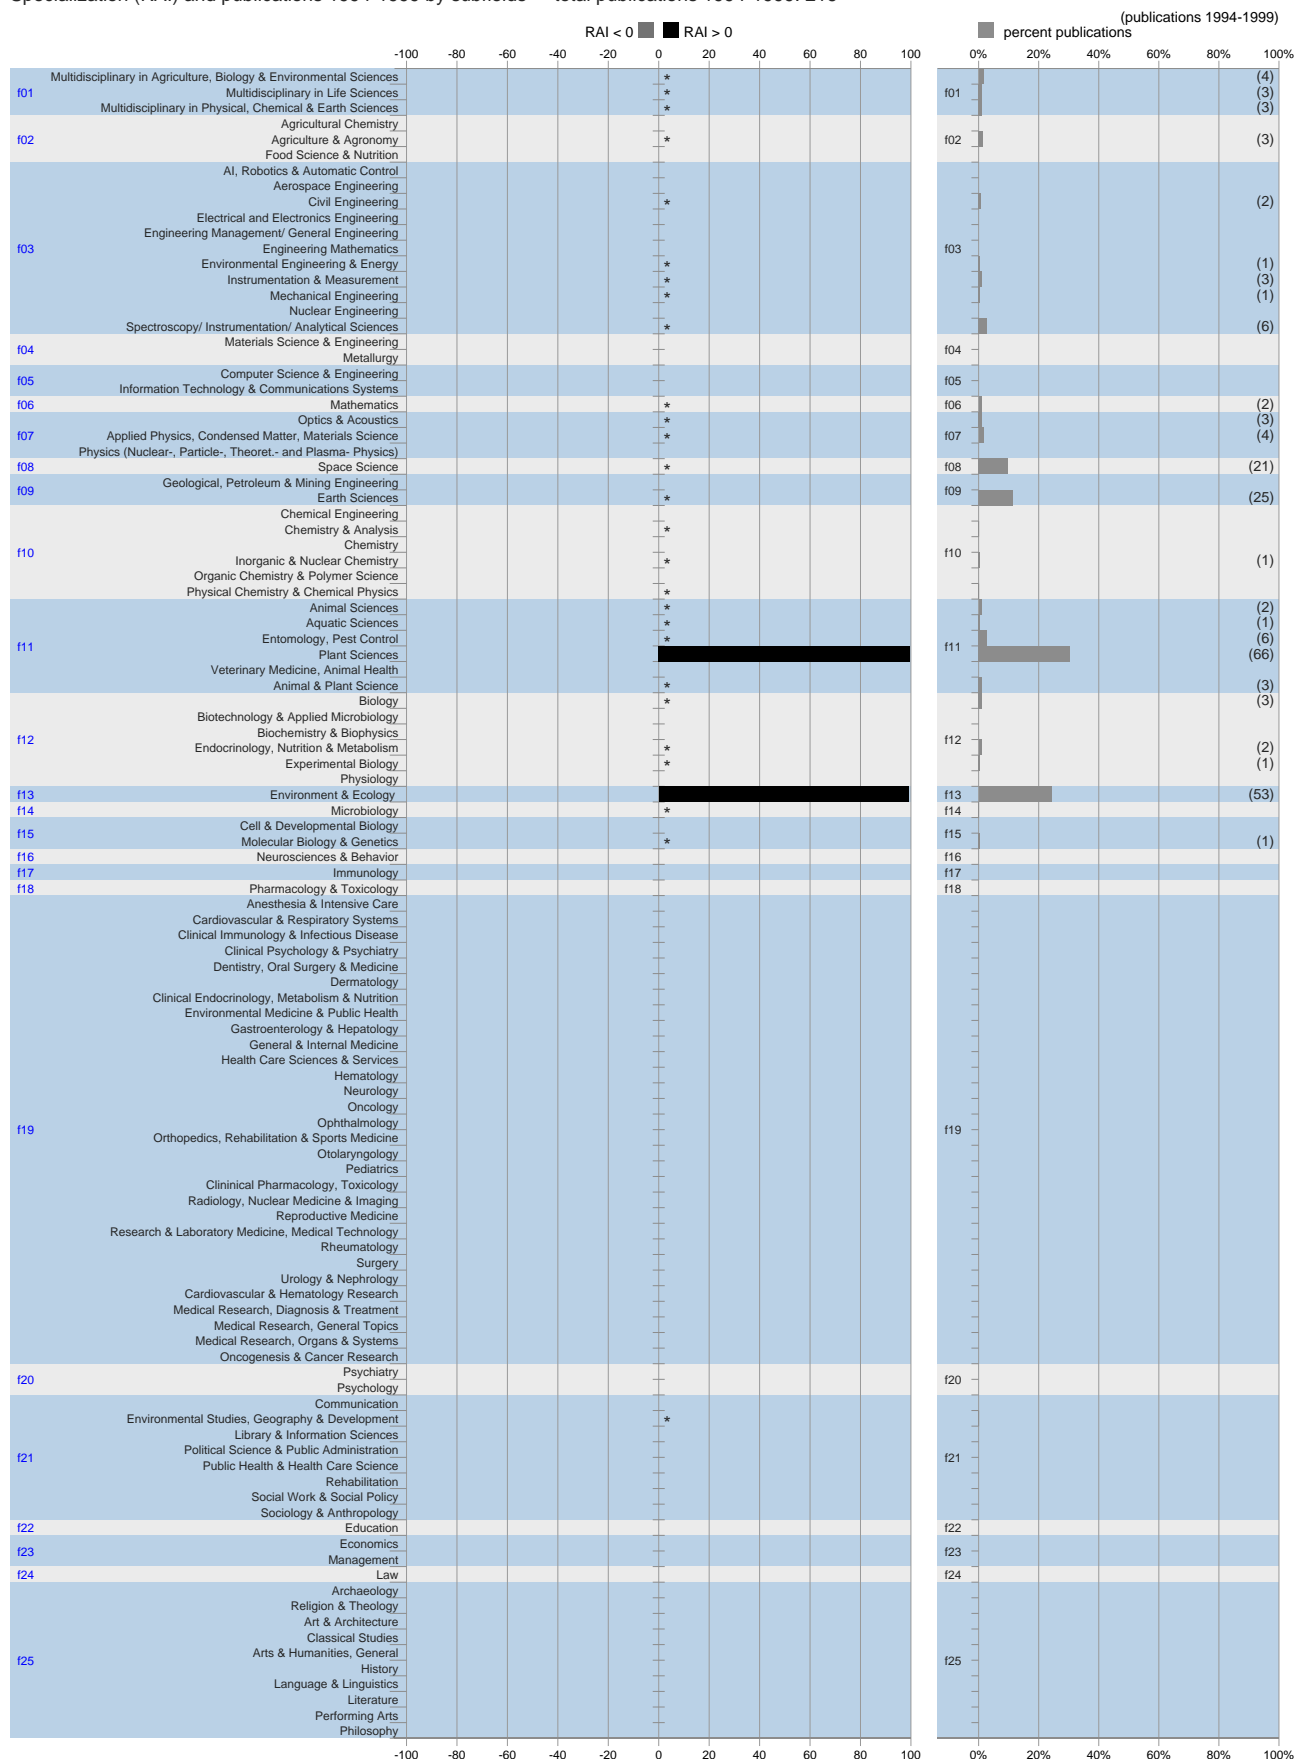 (publications 1994-1999)
RAI < 0 RAI > 0 percent publications
-100 -80 -60 -40 -20 0 20 40 60 80 100 0% 20% 40% 60% 80% 100%
Multidisciplinary in Agriculture, Biology & Environmental Sciences * (4)
f01 Multidisciplinary in Life Sciences * f01 (3)
Multidisciplinary in Physical, Chemical & Earth Sciences * (3)
Agricultural Chemistry
f02 Agriculture & Agronomy * f02 (3)
Food Science & Nutrition
AI, Robotics & Automatic Control
Aerospace Engineering
Civil Engineering * (2)
Electrical and Electronics Engineering
Engineering Management/ General Engineering
f03 Engineering Mathematics f03
Environmental Engineering & Energy * (1)
Instrumentation & Measurement * (3)
Mechanical Engineering * (1)
Nuclear Engineering
Spectroscopy/ Instrumentation/ Analytical Sciences * (6)
f04 Materials Science & Engineering f04
Metallurgy
f05 Computer Science & Engineering f05
Information Technology & Communications Systems
f06 Mathematics * f06 (2)
Optics & Acoustics * (3)
f07 Applied Physics, Condensed Matter, Materials Science * f07 (4)
Physics (Nuclear-, Particle-, Theoret.- and Plasma- Physics)
f08 Space Science * f08 (21)
f09 Geological, Petroleum & Mining Engineering f09
Earth Sciences * (25)
Chemical Engineering
Chemistry & Analysis *
Chemistry
f10 Inorganic & Nuclear Chemistry * f10 (1)
Organic Chemistry & Polymer Science
Physical Chemistry & Chemical Physics *
Animal Sciences * (2)
Aquatic Sciences * (1)
Entomology, Pest Control * (6)
f11 Plant Sciences f11 (66)
Veterinary Medicine, Animal Health
Animal & Plant Science * (3)
Biology * (3)
Biotechnology & Applied Microbiology
Biochemistry & Biophysics
f12 Endocrinology, Nutrition & Metabolism * f12 (2)
Experimental Biology * (1)
Physiology
f13 Environment & Ecology f13 (53)
f14 Microbiology * f14
f15 Cell & Developmental Biology f15
Molecular Biology & Genetics * (1)
f16 Neurosciences & Behavior f16
f17 Immunology f17
f18 Pharmacology & Toxicology f18
Anesthesia & Intensive Care
Cardiovascular & Respiratory Systems
Clinical Immunology & Infectious Disease
Clinical Psychology & Psychiatry
Dentistry, Oral Surgery & Medicine
Dermatology
Clinical Endocrinology, Metabolism & Nutrition
Environmental Medicine & Public Health
Gastroenterology & Hepatology
General & Internal Medicine
Health Care Sciences & Services
Hematology
Neurology
Oncology
Ophthalmology
f19 Orthopedics, Rehabilitation & Sports Medicine f19
Otolaryngology
Pediatrics
Clininical Pharmacology, Toxicology
Radiology, Nuclear Medicine & Imaging
Reproductive Medicine
Research & Laboratory Medicine, Medical Technology
Rheumatology
Surgery
Urology & Nephrology
Cardiovascular & Hematology Research
Medical Research, Diagnosis & Treatment
Medical Research, General Topics
Medical Research, Organs & Systems
Oncogenesis & Cancer Research
f20 Psychiatry f20
Psychology
Communication
Environmental Studies, Geography & Development *
Library & Information Sciences
f21 Political Science & Public Administration f21
Public Health & Health Care Science
Rehabilitation
Social Work & Social Policy
Sociology & Anthropology
f22 Education f22
f23 Economics f23
Management
f24 Law f24
Archaeology
Religion & Theology
Art & Architecture
Classical Studies
f25 Arts & Humanities, General f25
History
Language & Linguistics
Literature
Performing Arts
Philosophy
-100 -80 -60 -40 -20 0 20 40 60 80 100 0% 20% 40% 60% 80% 100%